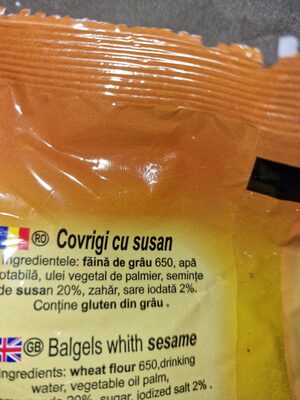 RO Covrigi cu susan
Ingredientele: făină de grâu 650, apă
otabilă, ulei vegetal de palmier, semințe
de susan 20%, zahăr, sare iodată 2%.
Conține gluten din grâu .
GB Balgels whith sesame
Ingredients: wheat flour 650,drinking
water, vegetable oil palm,
20%, sugar, iodized salt 2% .